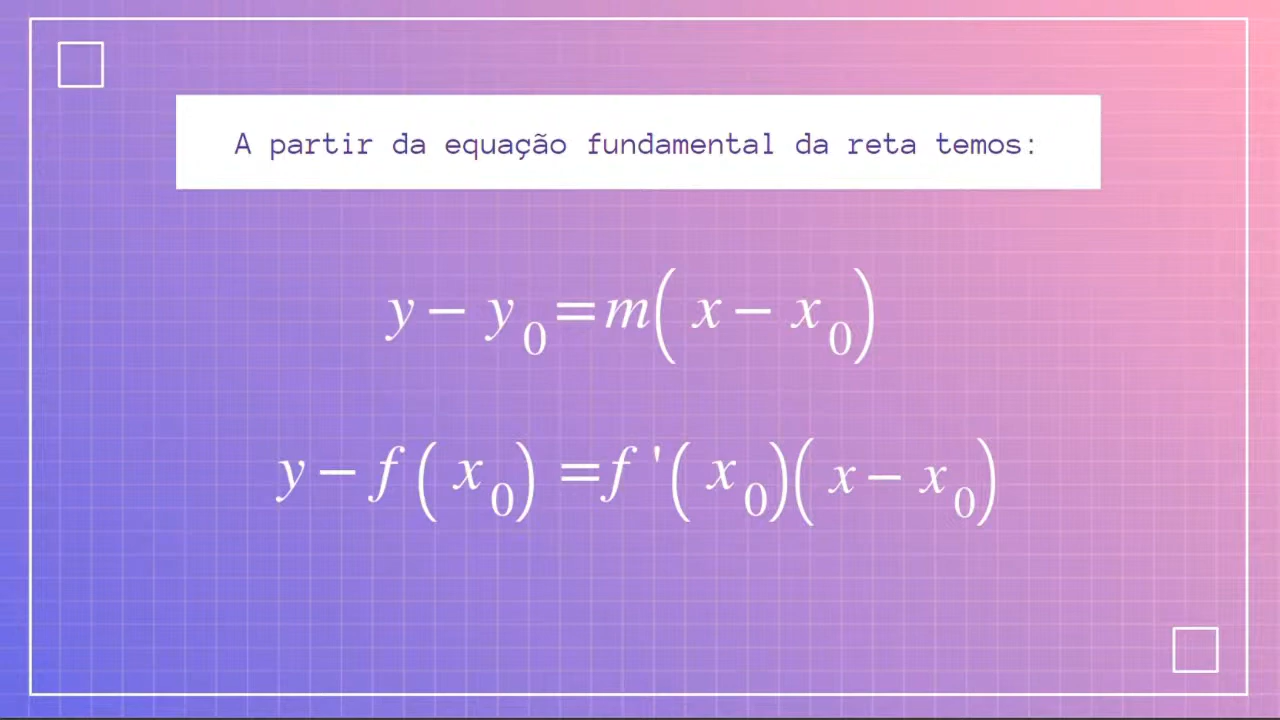 A partir da equação fundamental da reta temos:
y − y₀ = m(x − x₀)
y − f(x₀) = f'(x₀)(x − x₀)